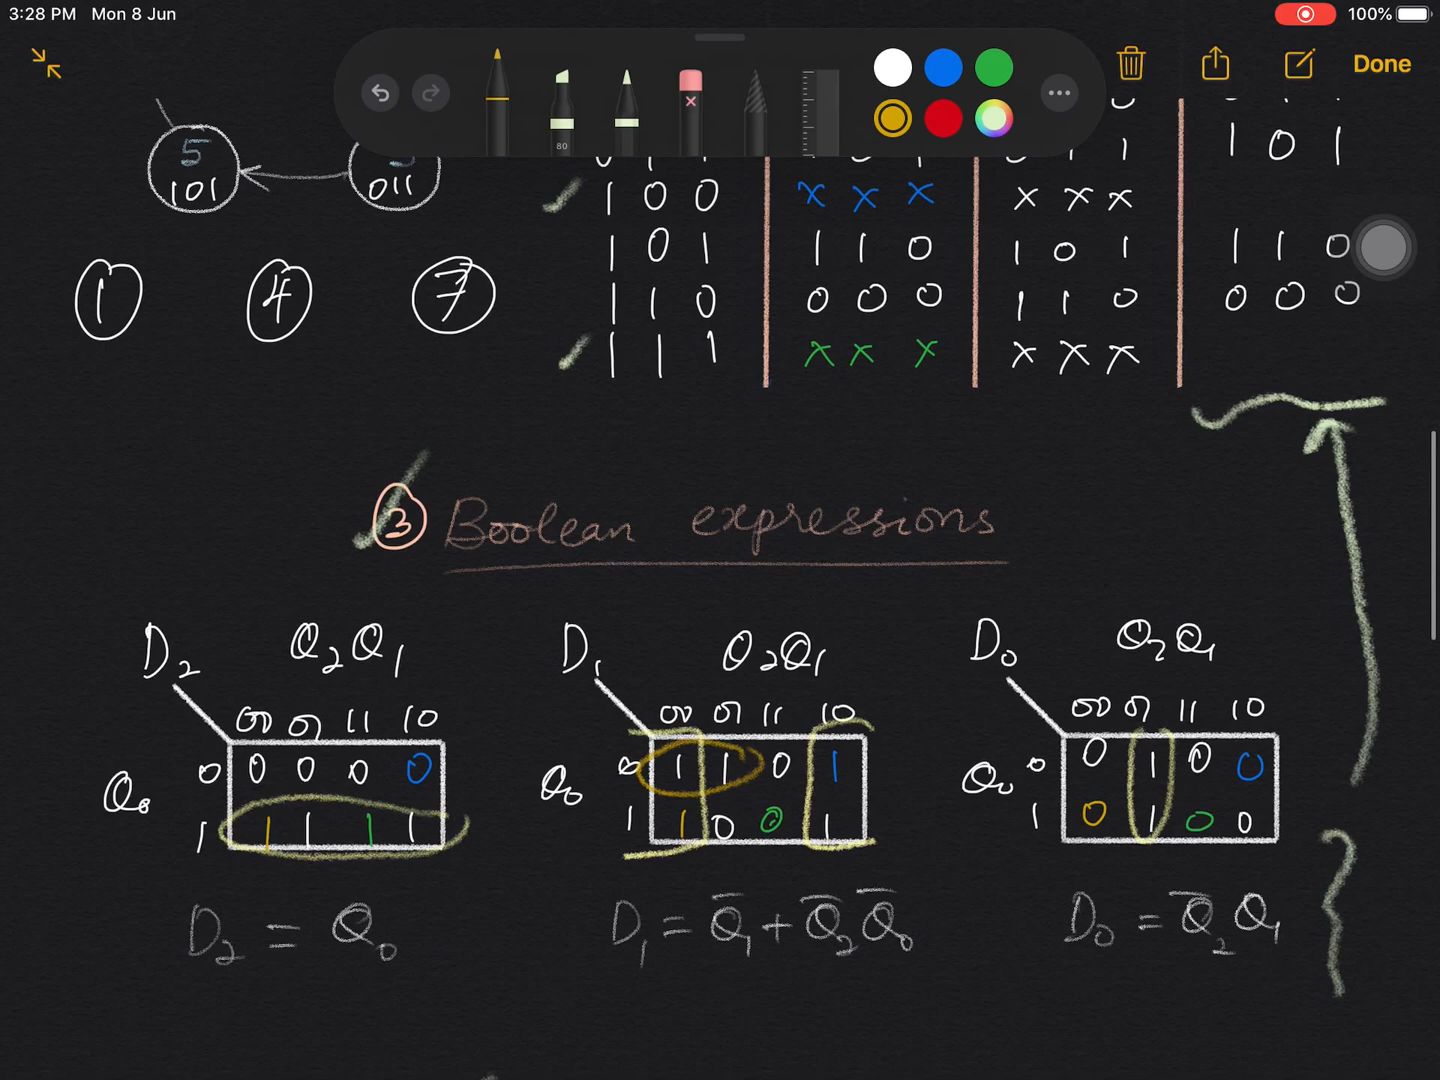 3:28 PM Mon 8 Jun 100%
Done
80
5
101 011
1 0 1
1 0 0 x x x x x x
1 0 1 1 1 0 1 0 1 1 1 0
1 4 7
1 1 0 0 0 0 1 1 0 0 0 0
1 1 1 x x x x x x
3 Boolean expressions
D₂ Q₂Q₁ D₁ Q₂Q₁ D₀ Q₂Q₁
00 01 11 10 00 01 11 10 00 01 11 10
0 0 0 0 0 0 1 1 0 1 0 0 1 0 0
Q₀ Q₀ Q₀
1 1 1 1 1 1 1 0 0 1 1 0 1 0 0
D₂ = Q₀ D₁ = Q̅₁ + Q̅₂Q̅₀ D₀ = Q̅₂Q₁